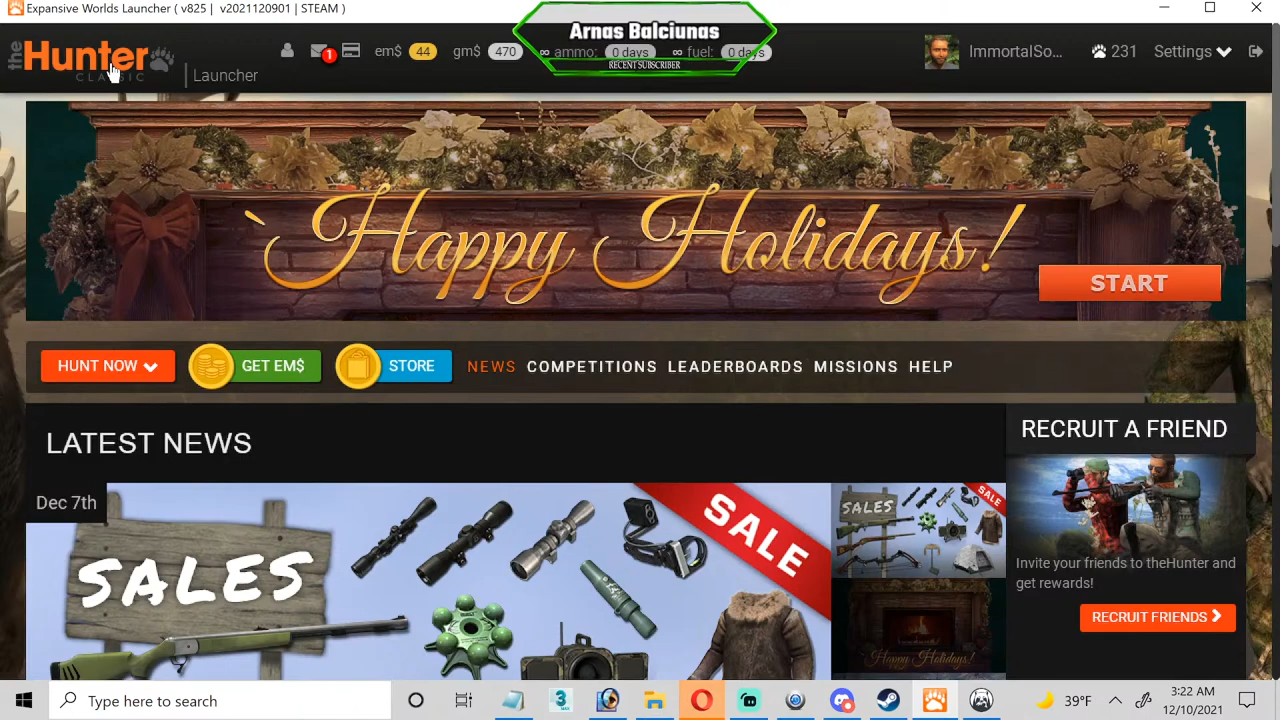 Expansive Worlds Launcher ( v825 | v2021120901 | STEAM )
Arnas Balciunas
RECENT SUBSCRIBER
theHunter
CLASSIC
Launcher
1
em$ 44 gm$ 470 ∞ ammo: 0 days ∞ fuel: 0 days
ImmortalSo... 231 Settings
`Happy Holidays!
START
HUNT NOW GET EM$ STORE NEWS COMPETITIONS LEADERBOARDS MISSIONS HELP
LATEST NEWS
RECRUIT A FRIEND
Dec 7th
SALES
SALE
SALES
SALE
Happy Holidays!
Invite your friends to theHunter and
get rewards!
RECRUIT FRIENDS
Type here to search
3
MAX
39°F
3:22 AM
12/10/2021